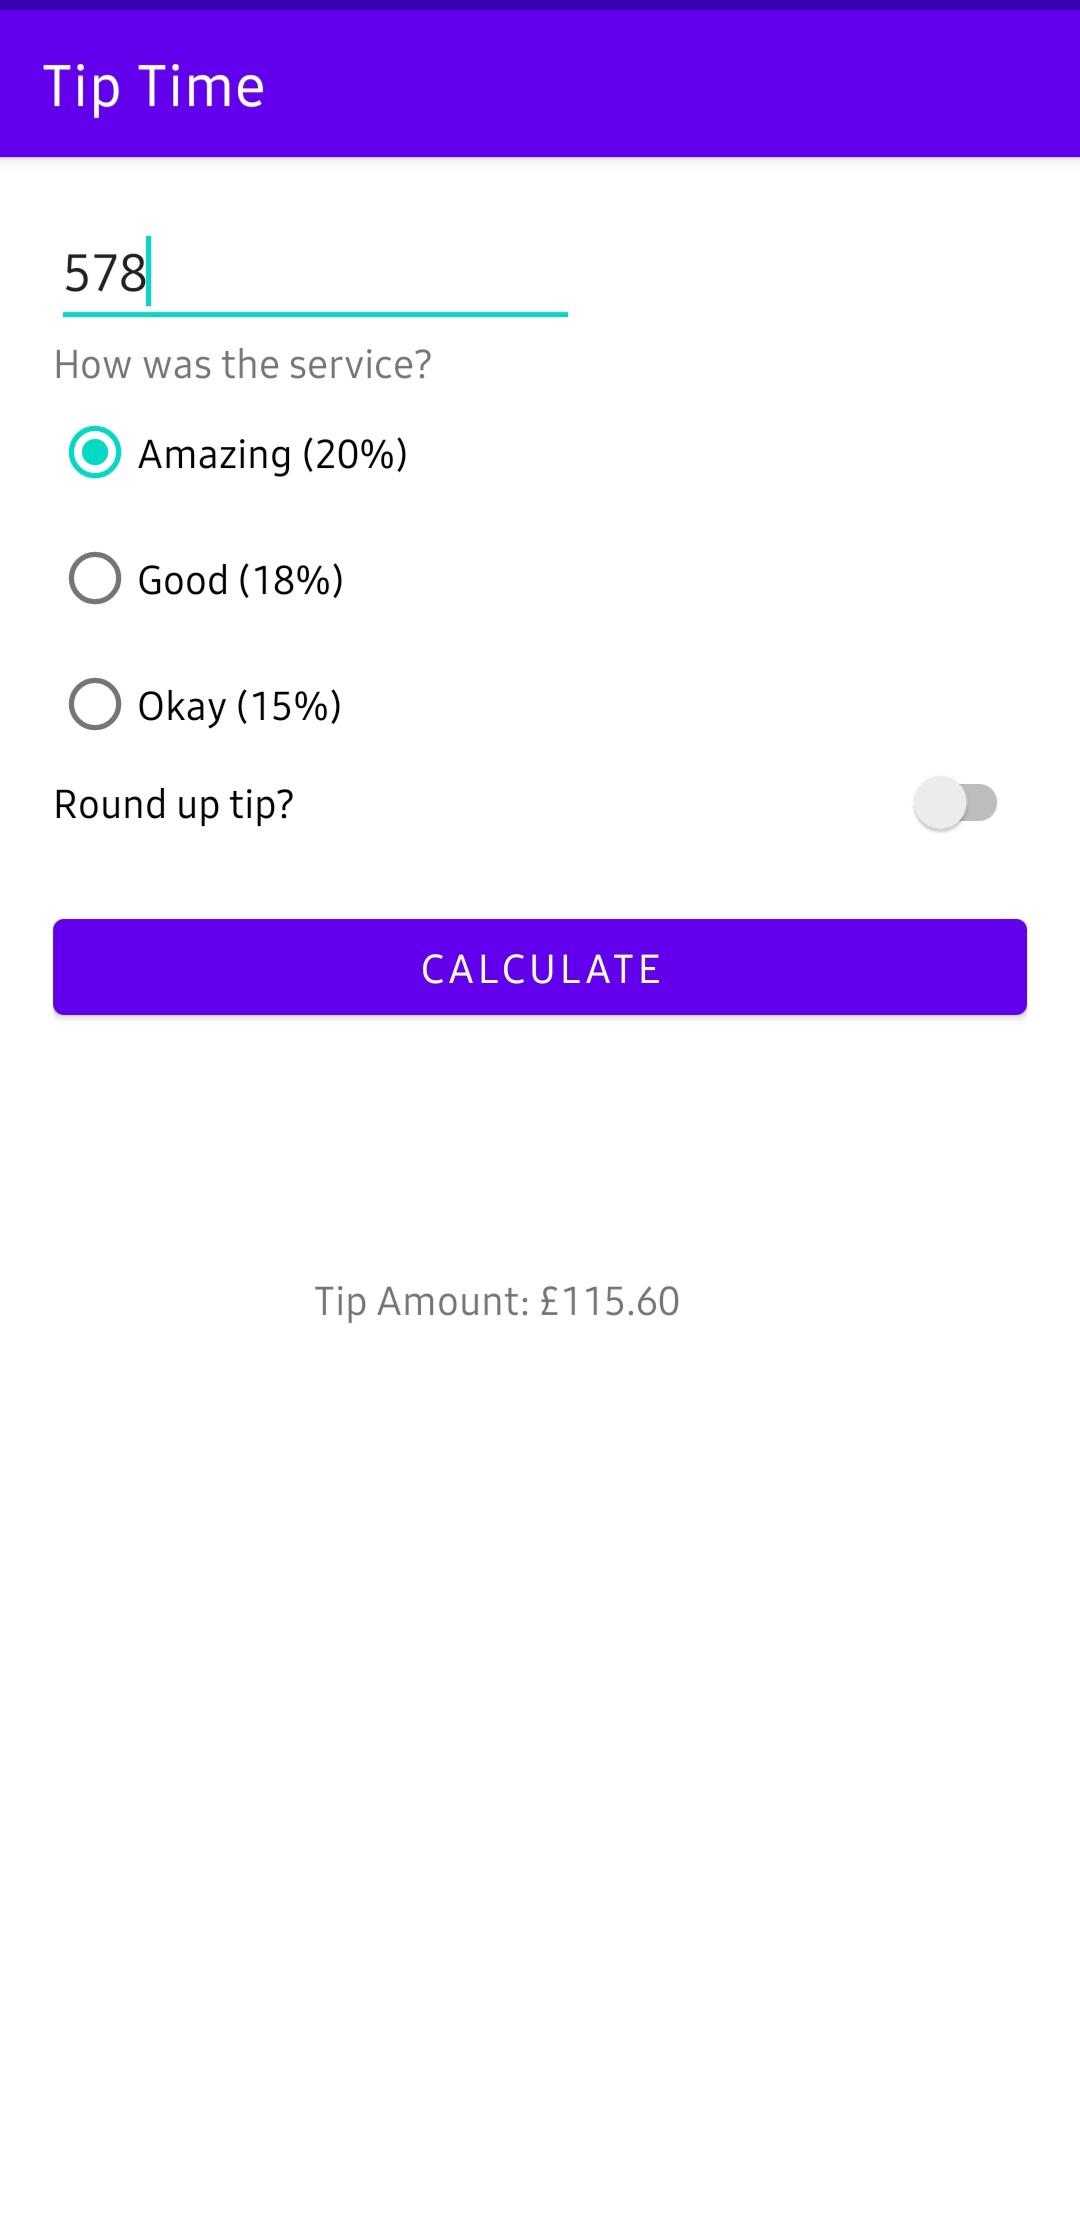 Tip Time
578
How was the service?
Amazing (20%)
Good (18%)
Okay (15%)
Round up tip?
CALCULATE
Tip Amount: £115.60